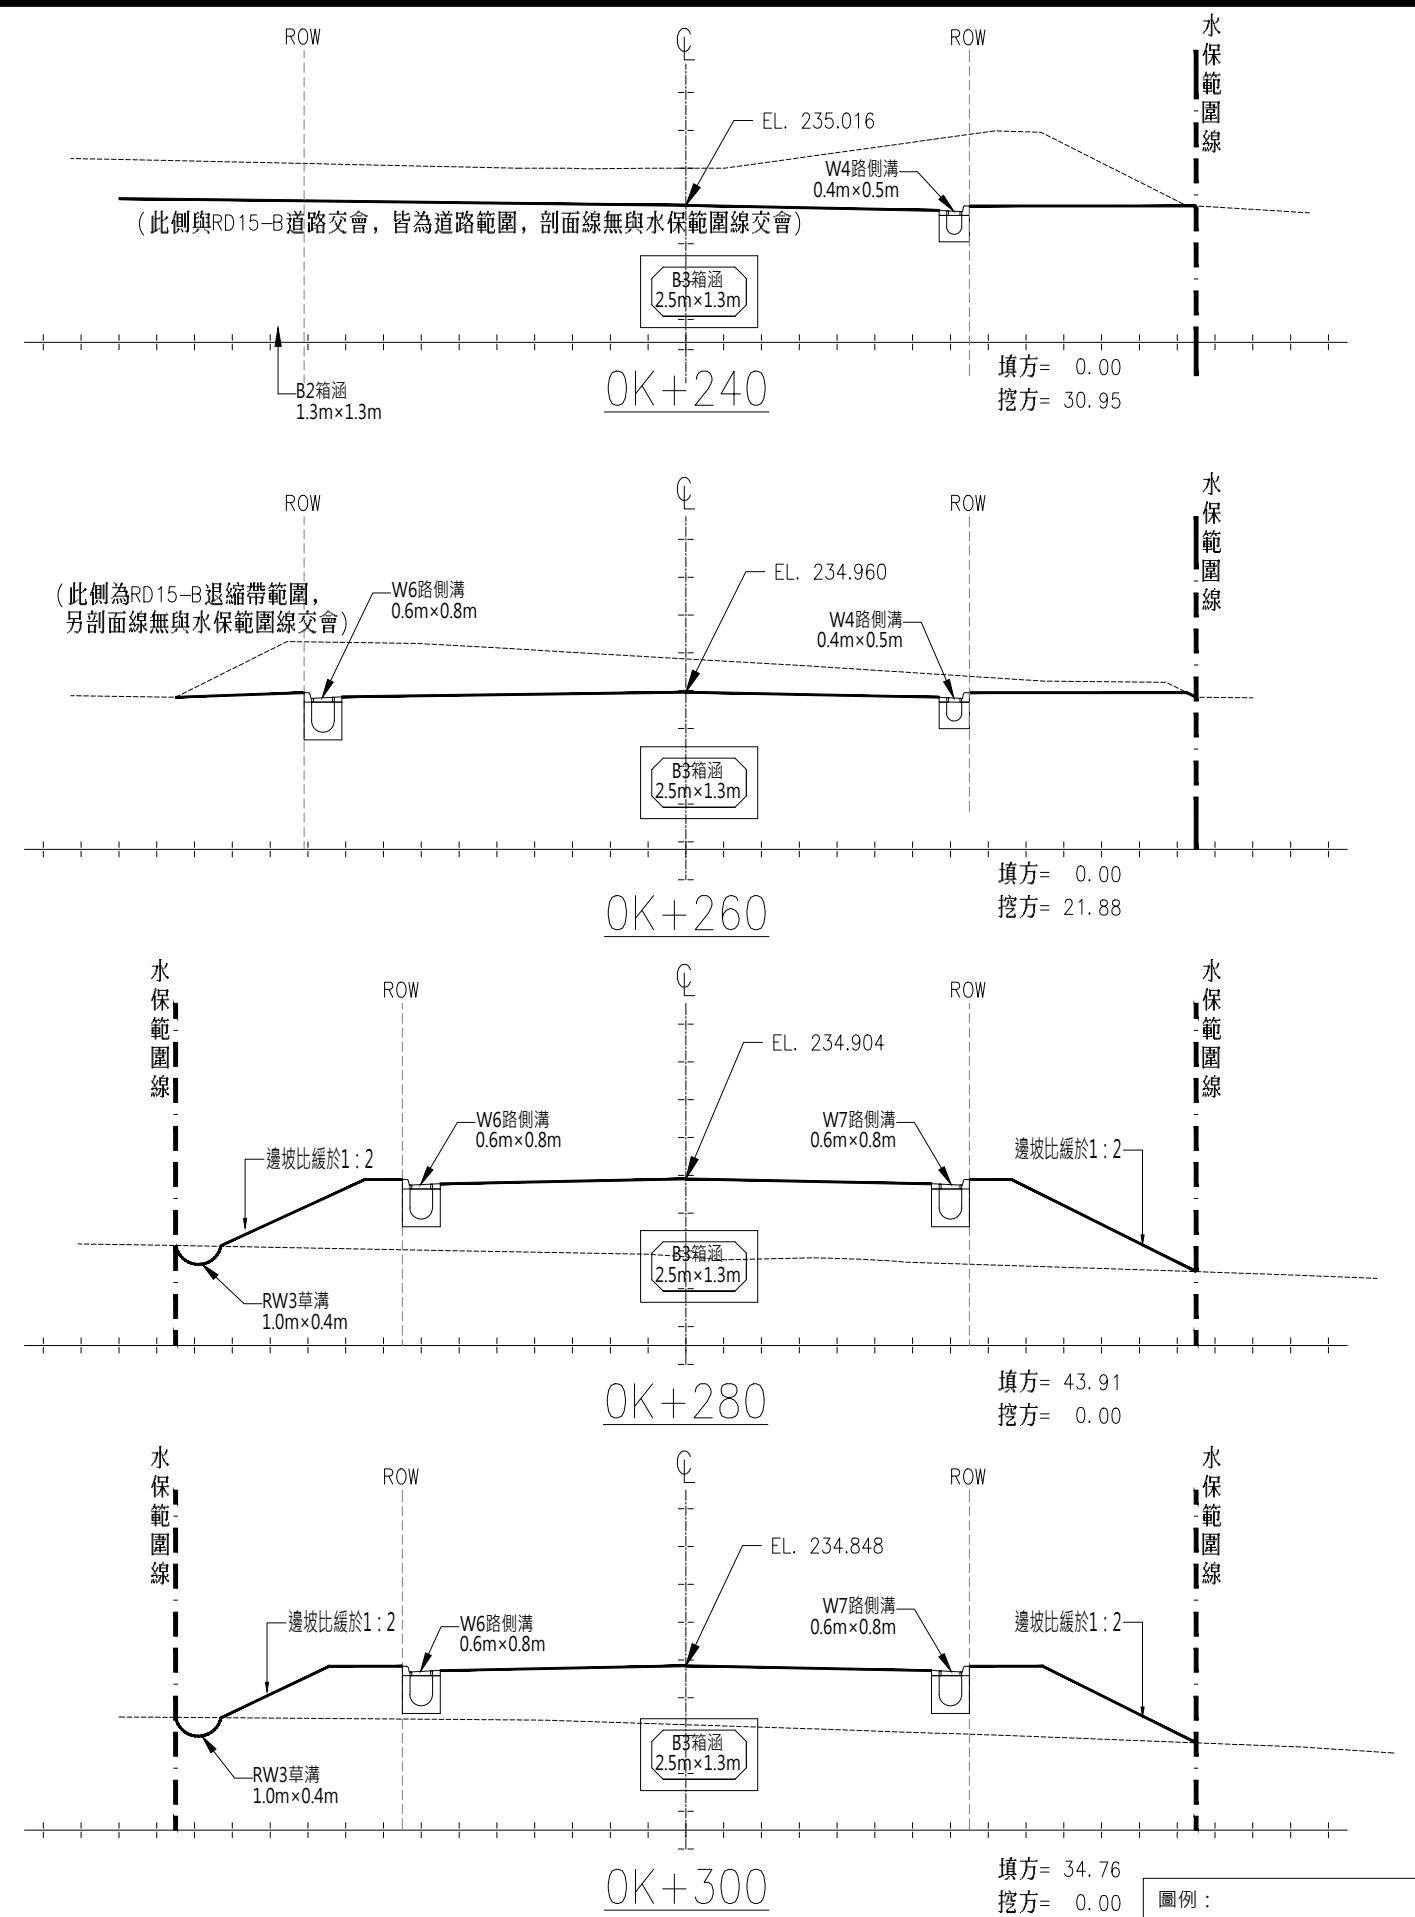 ROW
℄
ROW
水保範圍線
EL. 235.016
W4路側溝
0.4m×0.5m
(此側與RD15-B道路交會，皆為道路範圍，剖面線無與水保範圍線交會)
B3箱涵
2.5m×1.3m
B2箱涵
1.3m×1.3m
0K+240
填方= 0.00
挖方= 30.95
ROW
℄
ROW
水保範圍線
EL. 234.960
(此側為RD15-B退縮帶範圍，
另剖面線無與水保範圍線交會)
W6路側溝
0.6m×0.8m
W4路側溝
0.4m×0.5m
B3箱涵
2.5m×1.3m
0K+260
填方= 0.00
挖方= 21.88
水保範圍線
ROW
℄
ROW
水保範圍線
EL. 234.904
W6路側溝
0.6m×0.8m
W7路側溝
0.6m×0.8m
邊坡比緩於1:2
邊坡比緩於1:2
B3箱涵
2.5m×1.3m
RW3草溝
1.0m×0.4m
0K+280
填方= 43.91
挖方= 0.00
水保範圍線
ROW
℄
ROW
水保範圍線
EL. 234.848
邊坡比緩於1:2
W6路側溝
0.6m×0.8m
W7路側溝
0.6m×0.8m
邊坡比緩於1:2
B3箱涵
2.5m×1.3m
RW3草溝
1.0m×0.4m
0K+300
填方= 34.76
挖方= 0.00
圖例：